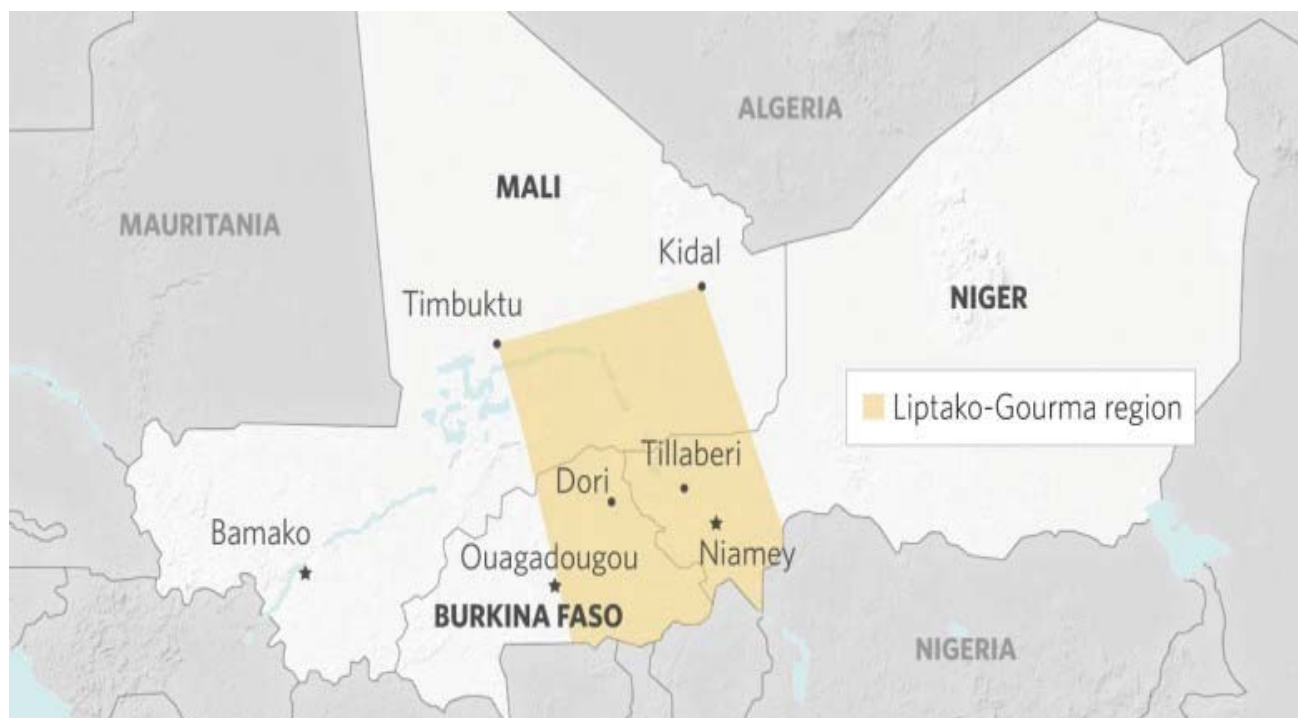 ALGERIA
MALI
MAURITANIA
Kidal
NIGER
Timbuktu
Liptako-Gourma region
Tillaberi
Dori
Bamako
Ouagadougou
Niamey
BURKINA FASO
NIGERIA